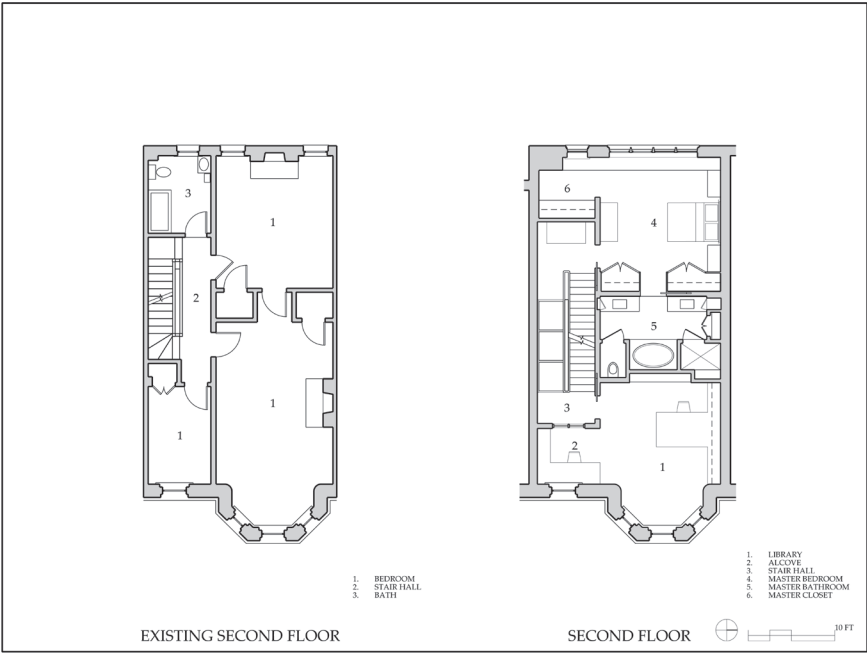 3
1
2
1
1
6
4
5
3
2
1
1. BEDROOM
2. STAIR HALL
3. BATH
1. LIBRARY
2. ALCOVE
3. STAIR HALL
4. MASTER BEDROOM
5. MASTER BATHROOM
6. MASTER CLOSET
EXISTING SECOND FLOOR
SECOND FLOOR
10 FT